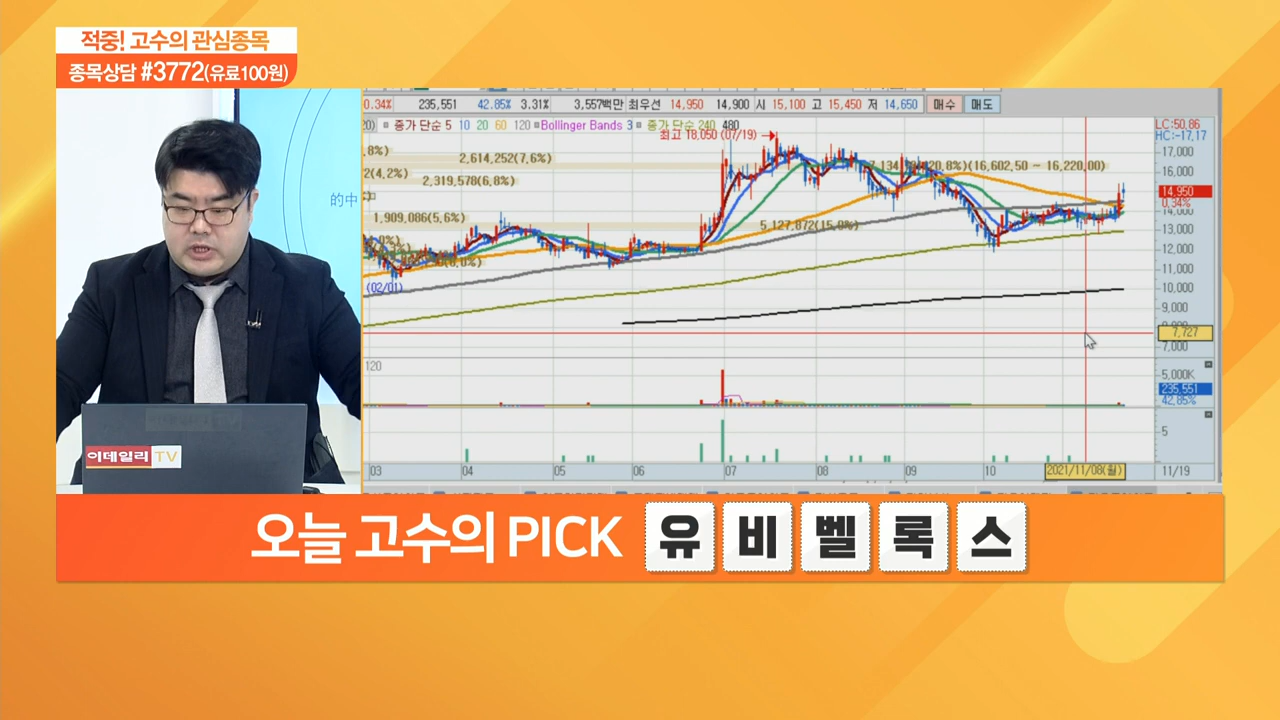 적중! 고수의 관심종목
종목상담 #3772(유료100원)
的中
이데일리 TV
0.34% 235,551 42.85% 3.31% 3,557백만 최우선 14,950 14,900 시 15,100 고 15,450 저 14,650 매수 매도
종가 단순 5 10 20 60 120 Bollinger Bands 3 종가 단순 240 480
최고 18,050 (07/19)
LC:50.86
HC:-17.17
17,000
16,000
14,950
0.34%
14,000
13,000
12,000
11,000
10,000
9,000
8,000
7,727
7,000
2,614,252(7.6%)
2,319,578(6.8%)
1,909,086(5.6%)
5,127,872(15.0%)
(20.8%)(16,602.50 - 16,220.00)
(02/01)
120
5,000K
235,551
42.85%
5
03 04 05 06 07 08 09 10 2021/11/08(월) 11/19
오늘 고수의 PICK 유비벨록스